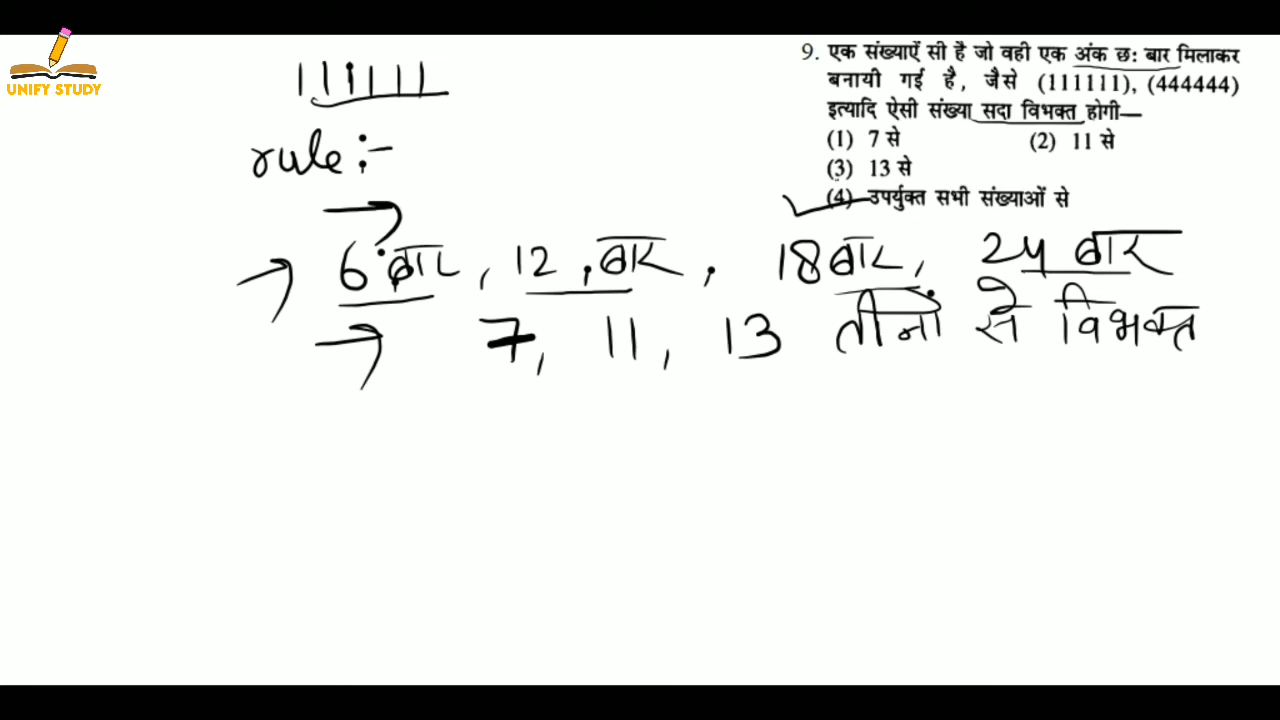 UNIFY STUDY
9. एक संख्याऐं सी है जो वही एक अंक छः बार मिलाकर
बनायी गई है, जैसे (111111), (444444)
इत्यादि ऐसी संख्या सदा विभक्त होगी—
(1) 7 से (2) 11 से
(3) 13 से
(4) उपर्युक्त सभी संख्याओं से
111111
rule :-
→ 6 बार, 12 बार, 18 बार, 24 बार
→ 7, 11, 13 तीनों से विभक्त